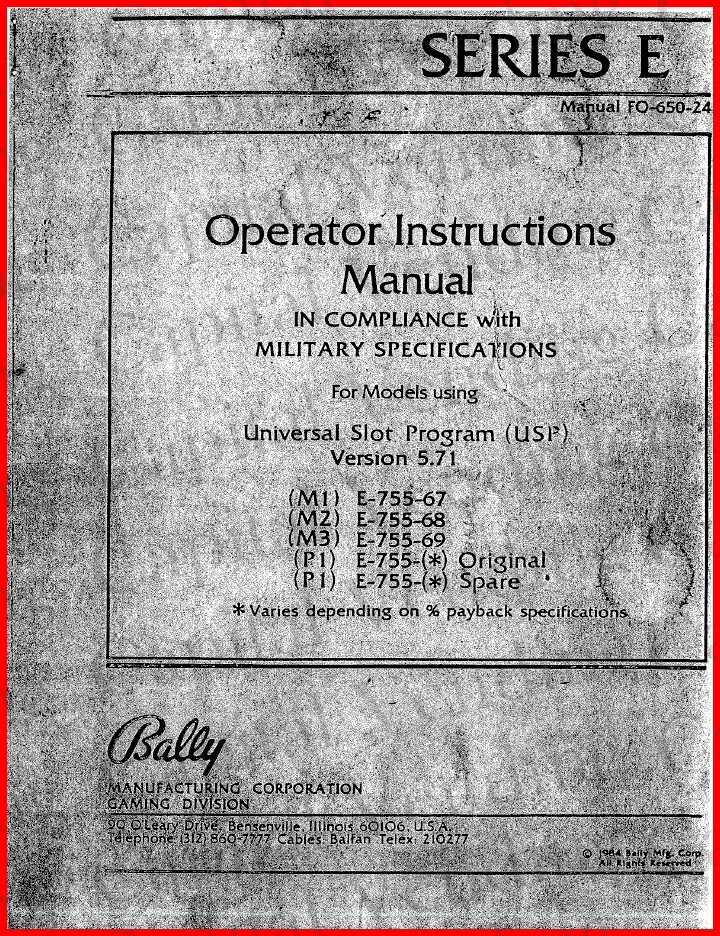 SERIES E
Manual FO-650-24
Operator Instructions
Manual
IN COMPLIANCE with
MILITARY SPECIFICATIONS
For Models using
Universal Slot Program (USP)
Version 5.71
(M1) E-755-67
(M2) E-755-68
(M3) E-755-69
(P1) E-755-(*) Original
(P1) E-755-(*) Spare
*Varies depending on % payback specifications
Bally
MANUFACTURING CORPORATION
GAMING DIVISION
90 O'Leary Drive, Bensenville, Illinois 60106, U.S.A.
Telephone (312) 860-7777 Cables: Balfan Telex: 210277
© 1984 Bally Mfg. Corp.
All Rights Reserved